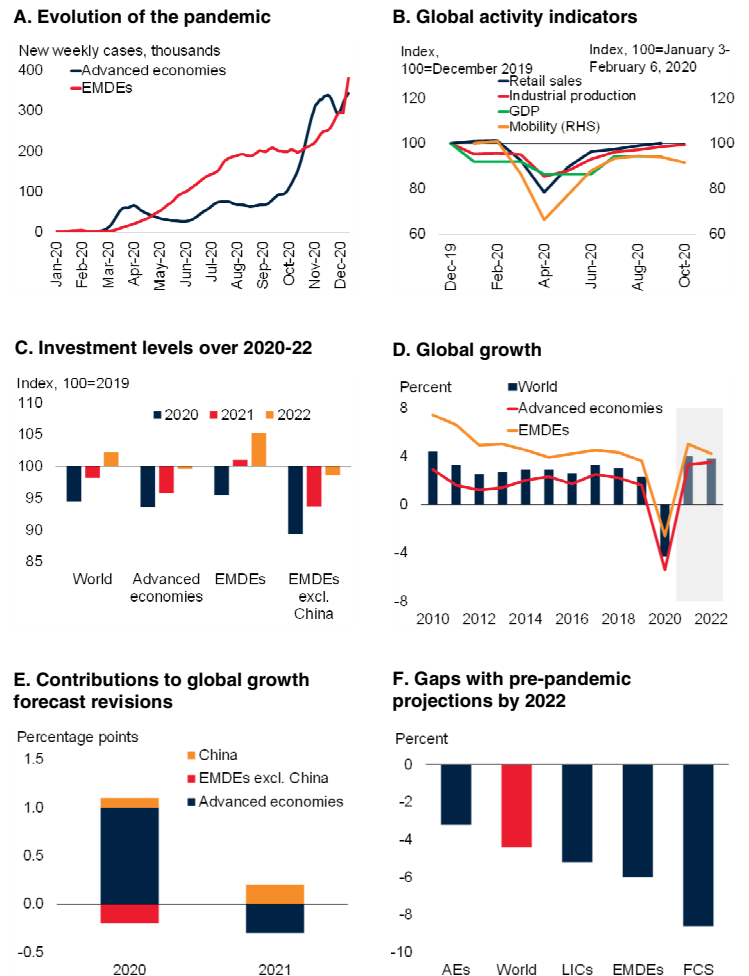 A. Evolution of the pandemic
New weekly cases, thousands
Advanced economies
EMDEs
400
300
200
100
0
Jan-20
Feb-20
Mar-20
Apr-20
May-20
Jun-20
Jul-20
Aug-20
Sep-20
Oct-20
Nov-20
Dec-20
B. Global activity indicators
Index,
100=December 2019
Index, 100=January 3-
February 6, 2020
Retail sales
Industrial production
GDP
Mobility (RHS)
120
100
80
60
120
100
80
60
Dec-19
Feb-20
Apr-20
Jun-20
Aug-20
Oct-20
C. Investment levels over 2020-22
Index, 100=2019
2020 2021 2022
110
105
100
95
90
85
World Advanced economies EMDEs EMDEs excl. China
D. Global growth
Percent
World
Advanced economies
EMDEs
8
4
0
-4
-8
2010 2012 2014 2016 2018 2020 2022
E. Contributions to global growth
forecast revisions
Percentage points
China
EMDEs excl. China
Advanced economies
1.5
1.0
0.5
0.0
-0.5
2020 2021
F. Gaps with pre-pandemic
projections by 2022
Percent
0
-2
-4
-6
-8
-10
AEs World LICs EMDEs FCS